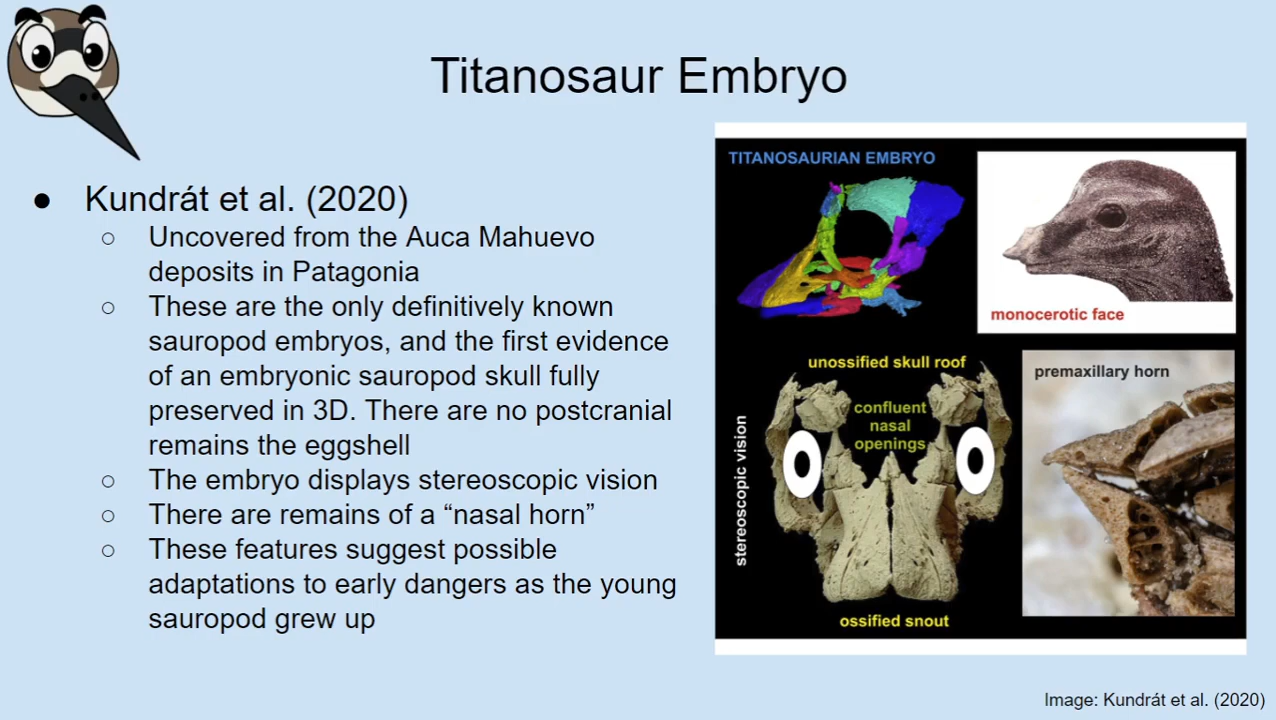 Titanosaur Embryo
● Kundrát et al. (2020)
○ Uncovered from the Auca Mahuevo
deposits in Patagonia
○ These are the only definitively known
sauropod embryos, and the first evidence
of an embryonic sauropod skull fully
preserved in 3D. There are no postcranial
remains the eggshell
○ The embryo displays stereoscopic vision
○ There are remains of a “nasal horn”
○ These features suggest possible
adaptations to early dangers as the young
sauropod grew up
TITANOSAURIAN EMBRYO
monocerotic face
unossified skull roof
confluent
nasal
openings
stereoscopic vision
ossified snout
premaxillary horn
Image: Kundrát et al. (2020)